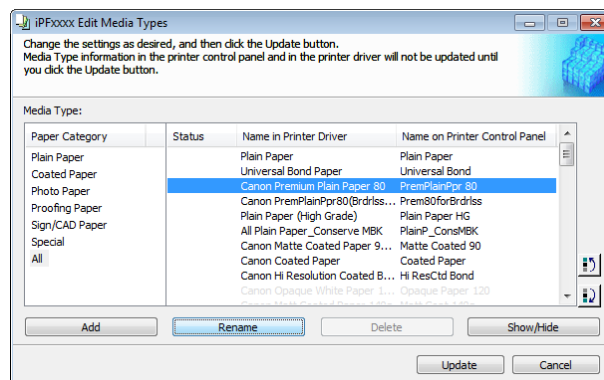 iPFxxxx Edit Media Types
Change the settings as desired, and then click the Update button.
Media Type information in the printer control panel and in the printer driver will not be updated until
you click the Update button.
Media Type:
Paper Category Status Name in Printer Driver Name on Printer Control Panel
Plain Paper Plain Paper Plain Paper
Coated Paper Universal Bond Paper Universal Bond
Photo Paper Canon Premium Plain Paper 80 PremPlainPpr 80
Proofing Paper Canon PremPlainPpr80(Brdrlss... Prem80forBrdrlss
Sign/CAD Paper Plain Paper (High Grade) Plain Paper HG
Special All Plain Paper_Conserve MBK PlainP_ConsMBK
All Canon Matte Coated Paper 9... Matte Coated 90
Canon Coated Paper Coated Paper
Canon Hi Resolution Coated B... Hi ResCtd Bond
Canon Opaque White Paper 1... Opaque Paper 120
Add Rename Delete Show/Hide
Update Cancel